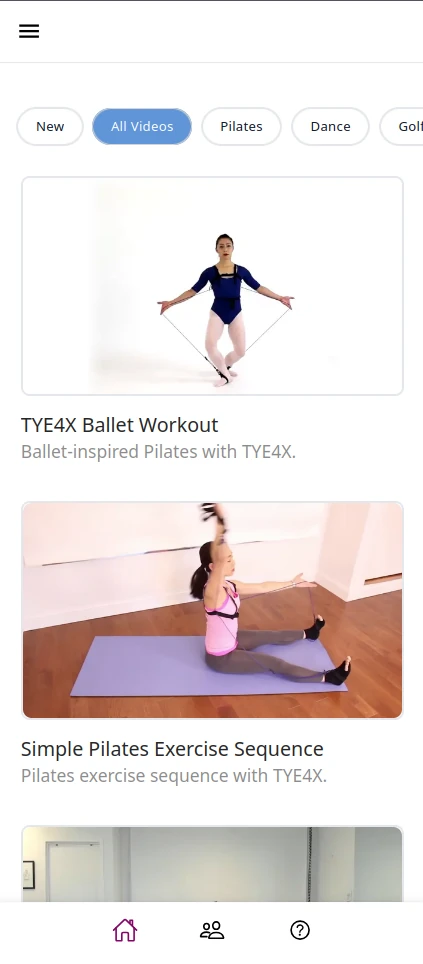 New
All Videos
Pilates
Dance
TYE4X Ballet Workout
Ballet-inspired Pilates with TYE4X.
Simple Pilates Exercise Sequence
Pilates exercise sequence with TYE4X.